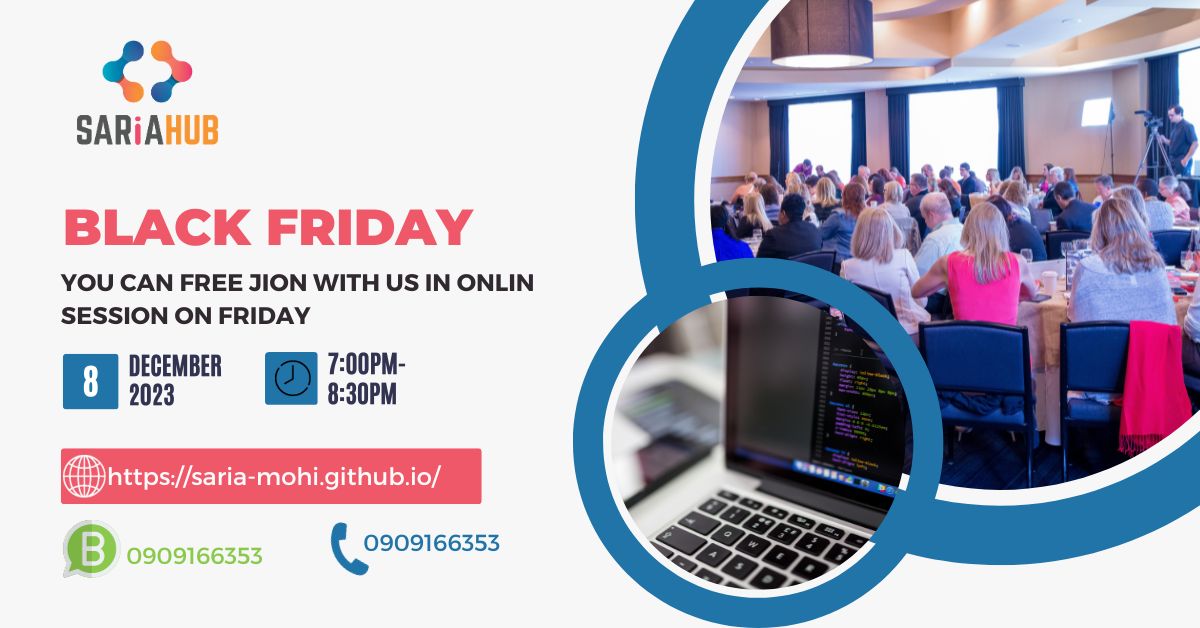 SARiAHUB
BLACK FRIDAY
YOU CAN FREE JION WITH US IN ONLIN
SESSION ON FRIDAY
8
DECEMBER
2023
7:00PM-
8:30PM
https://saria-mohi.github.io/
B
0909166353
0909166353